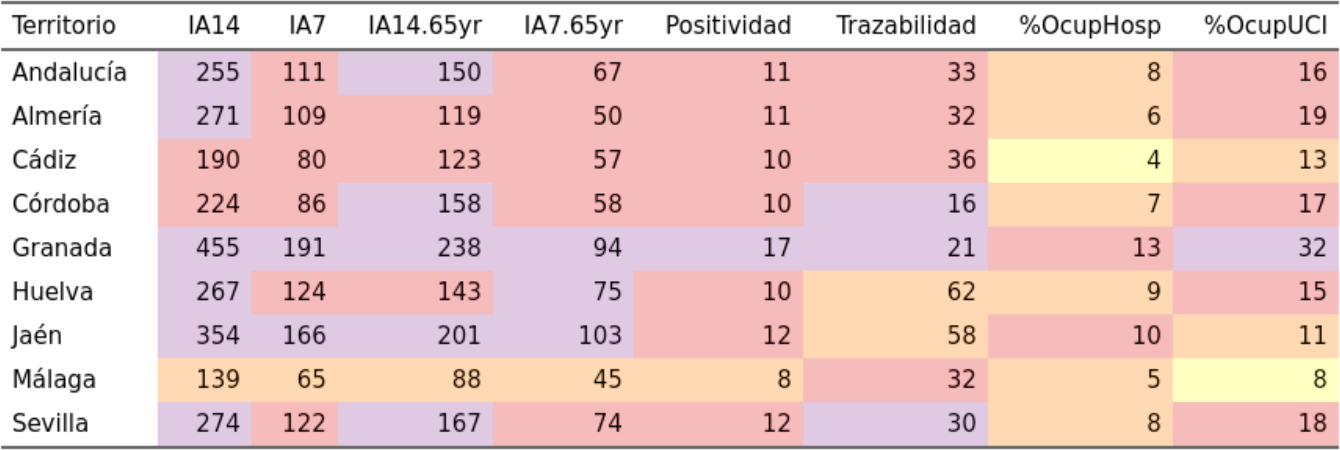 Territorio IA14 IA7 IA14.65yr IA7.65yr Positividad Trazabilidad %OcupHosp %OcupUCI
Andalucía 255 111 150 67 11 33 8 16
Almería 271 109 119 50 11 32 6 19
Cádiz 190 80 123 57 10 36 4 13
Córdoba 224 86 158 58 10 16 7 17
Granada 455 191 238 94 17 21 13 32
Huelva 267 124 143 75 10 62 9 15
Jaén 354 166 201 103 12 58 10 11
Málaga 139 65 88 45 8 32 5 8
Sevilla 274 122 167 74 12 30 8 18